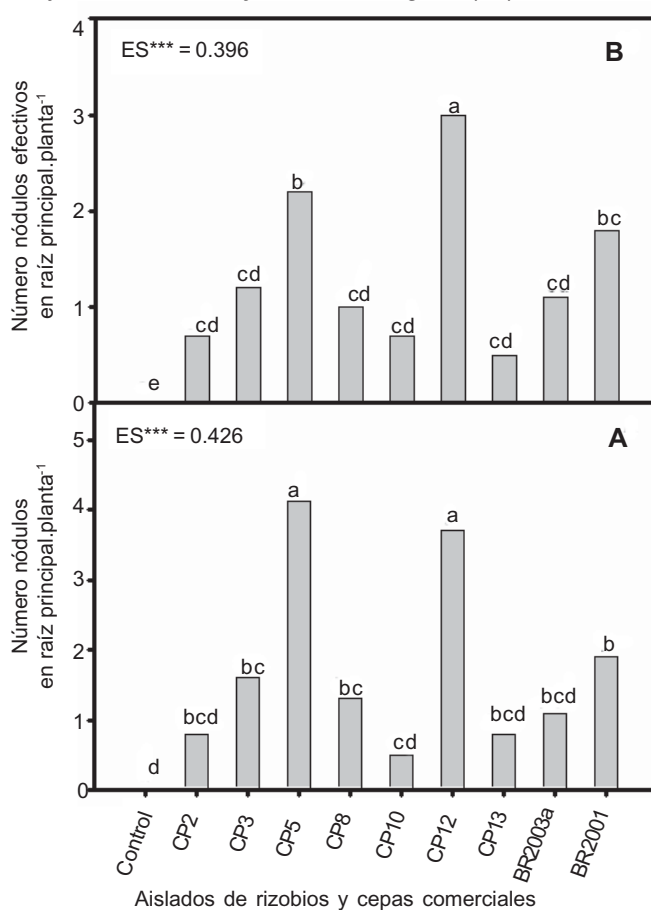 4
ES*** = 0.396
B
3
2
1
0
Número nódulos efectivos
en raíz principal.planta-1
e
cd
cd
b
cd
cd
a
cd
cd
bc
5
ES*** = 0.426
A
4
3
2
1
0
Número nódulos
en raíz principal.planta-1
d
bcd
bc
a
bc
cd
a
bcd
bcd
b
Control
CP2
CP3
CP5
CP8
CP10
CP12
CP13
BR2003a
BR2001
Aislados de rizobios y cepas comerciales